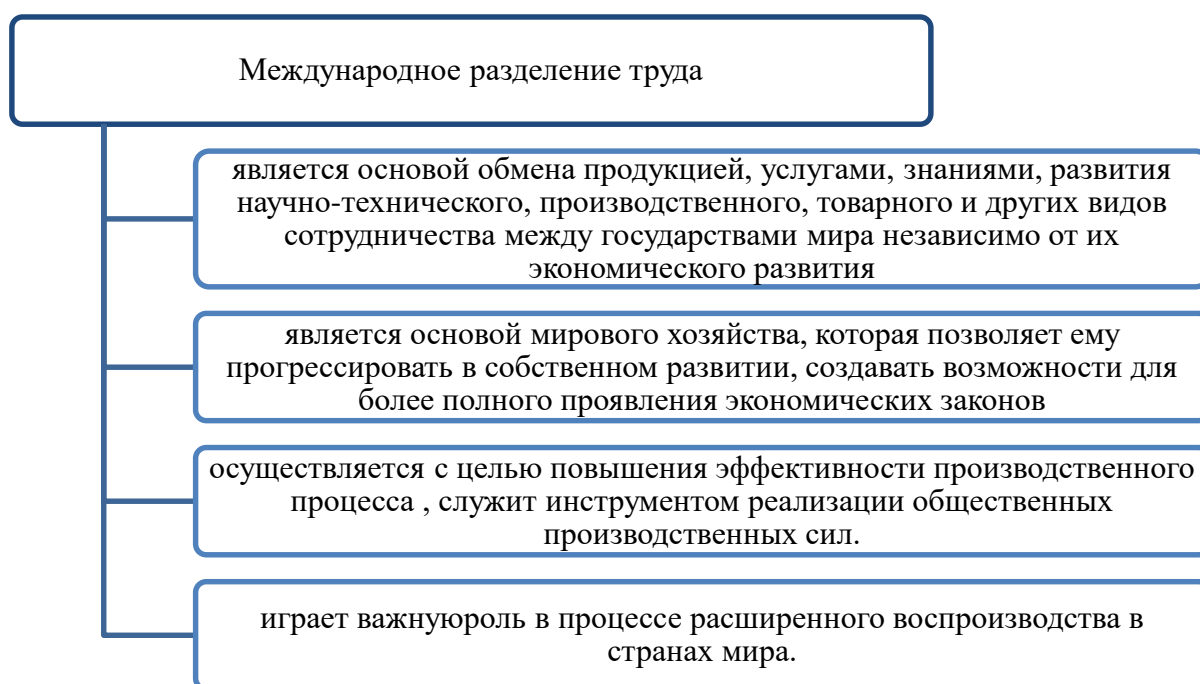 Международное разделение труда
является основой обмена продукцией, услугами, знаниями, развития
научно-технического, производственного, товарного и других видов
сотрудничества между государствами мира независимо от их
экономического развития
является основой мирового хозяйства, которая позволяет ему
прогрессировать в собственном развитии, создавать возможности для
более полного проявления экономических законов
осуществляется с целью повышения эффективности производственного
процесса , служит инструментом реализации общественных
производственных сил.
играет важнуюроль в процессе расширенного воспроизводства в
странах мира.